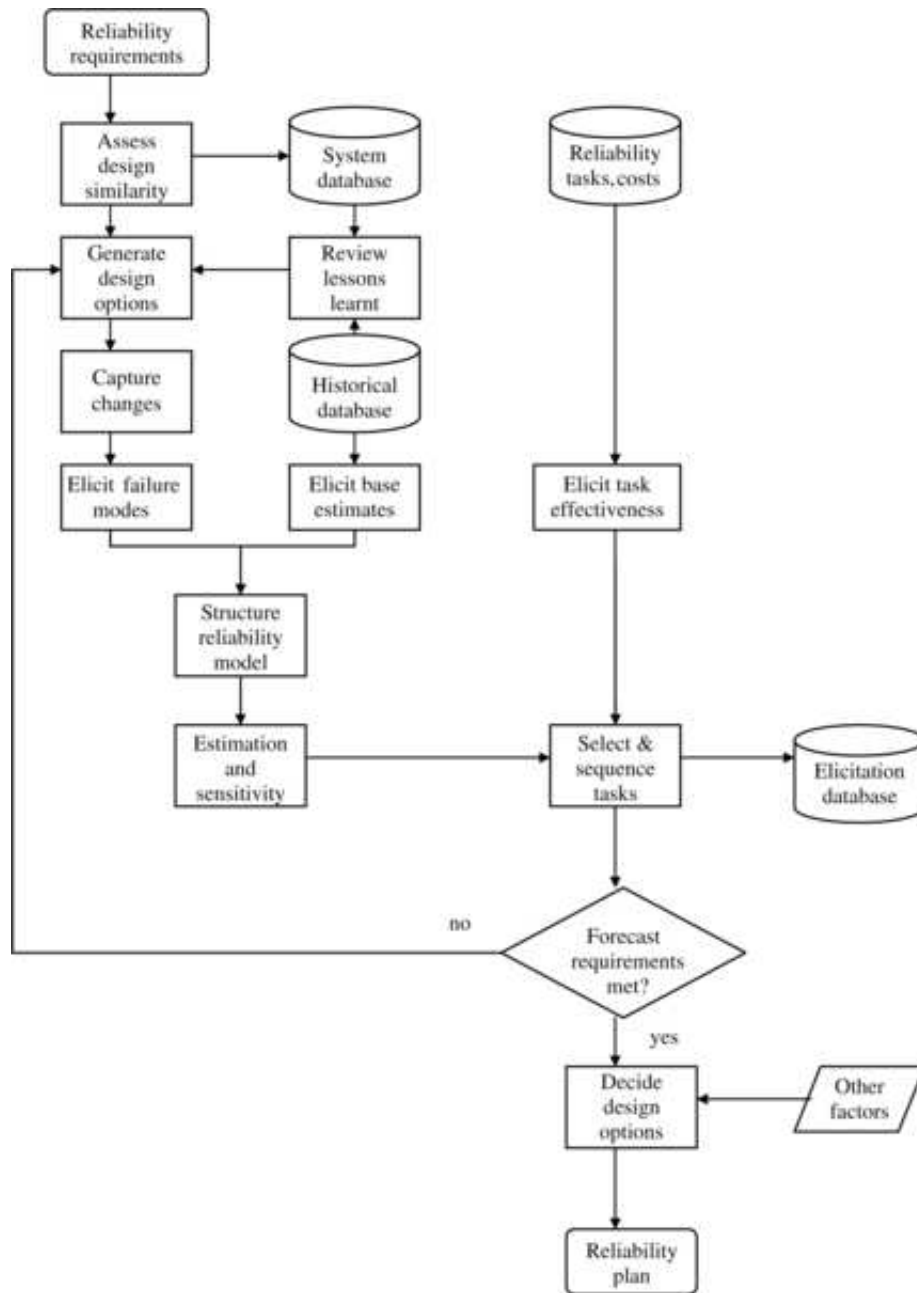 Reliability
requirements
Assess
design
similarity
System
database
Reliability
tasks,costs
Generate
design
options
Review
lessons
learnt
Capture
changes
Historical
database
Elicit failure
modes
Elicit base
estimates
Elicit task
effectiveness
Structure
reliability
model
Estimation
and
sensitivity
Select &
sequence
tasks
Elicitation
database
no
Forecast
requirements
met?
yes
Decide
design
options
Other
factors
Reliability
plan